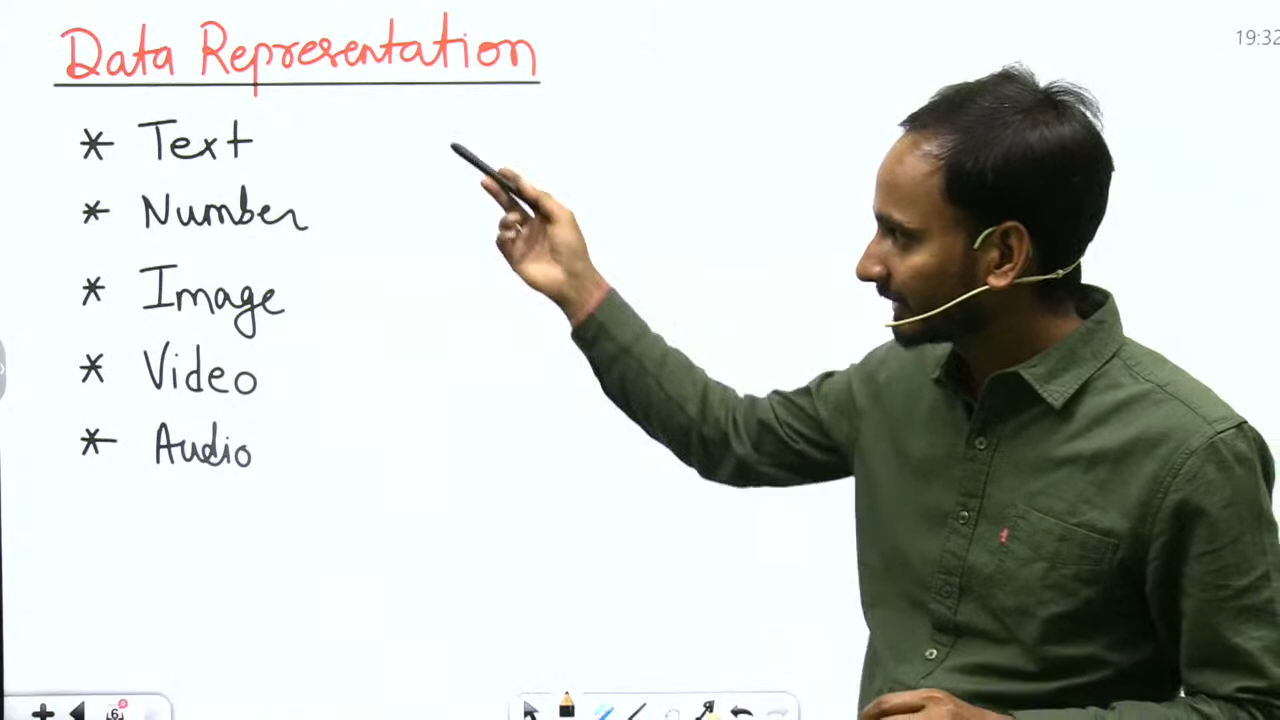 Data Representation
19:32
* Text
* Number
* Image
* Video
* Audio